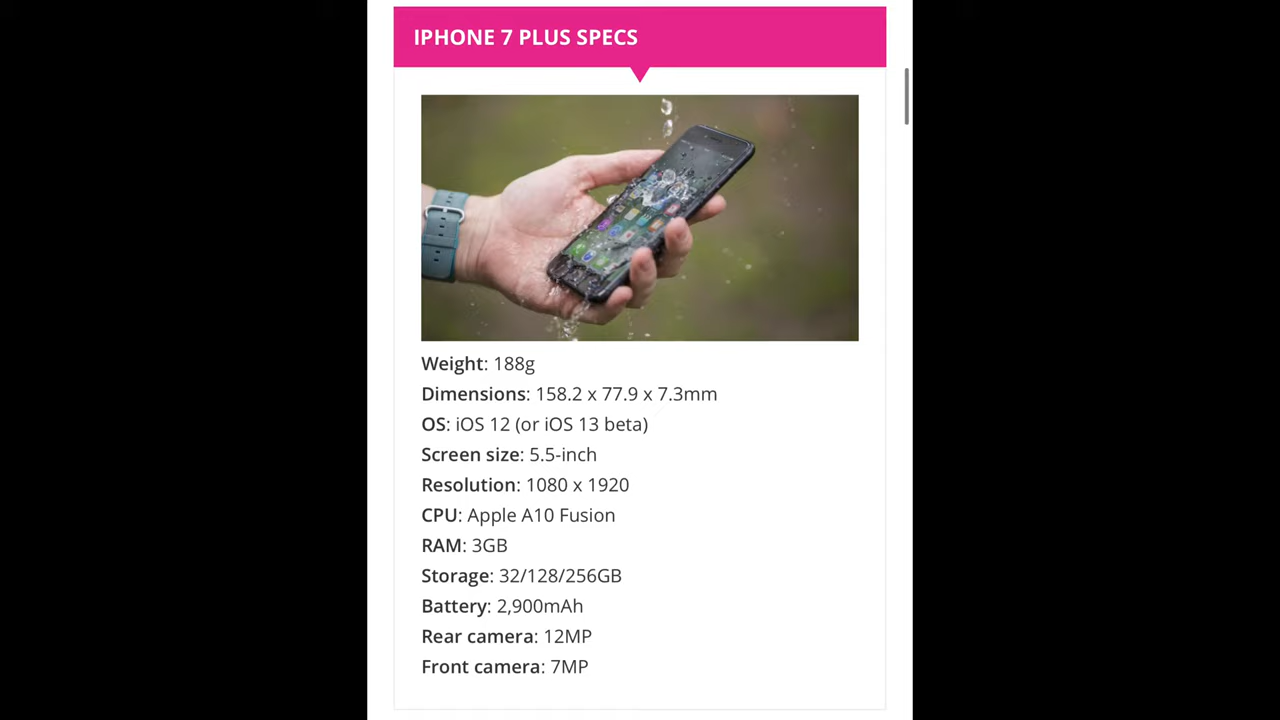 IPHONE 7 PLUS SPECS
Weight: 188g
Dimensions: 158.2 x 77.9 x 7.3mm
OS: iOS 12 (or iOS 13 beta)
Screen size: 5.5-inch
Resolution: 1080 x 1920
CPU: Apple A10 Fusion
RAM: 3GB
Storage: 32/128/256GB
Battery: 2,900mAh
Rear camera: 12MP
Front camera: 7MP